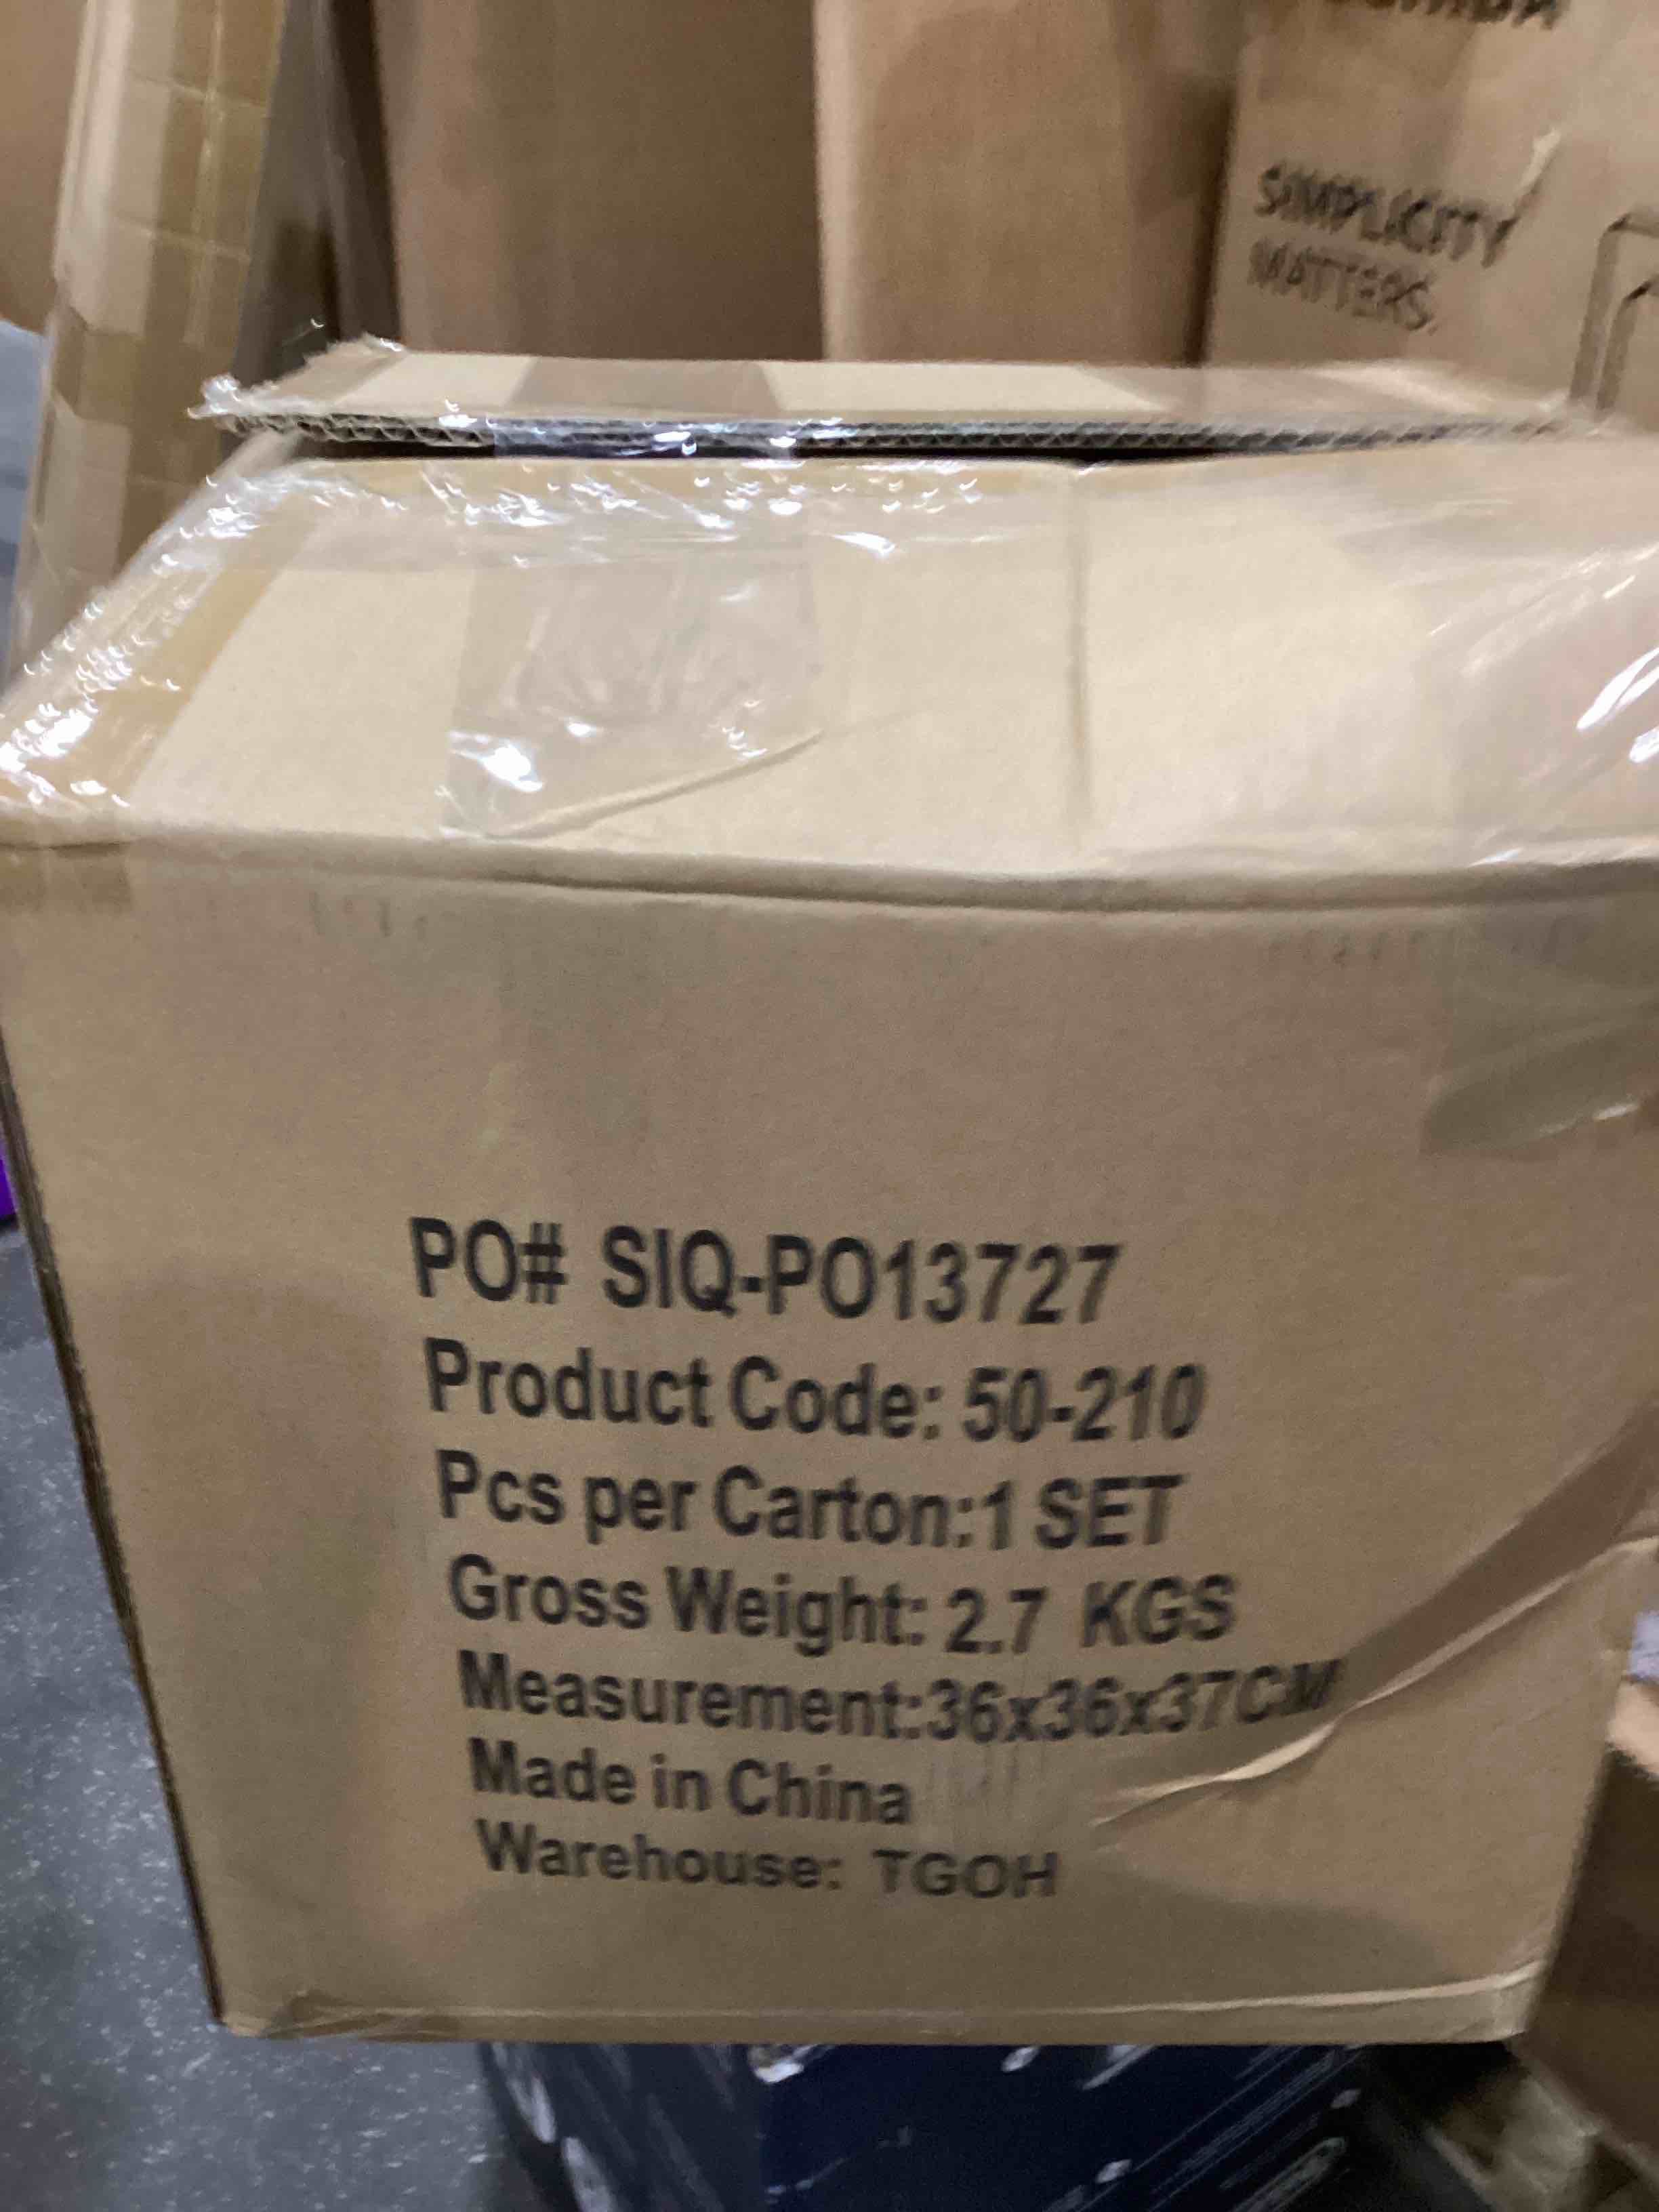 SIMPLICITY
MATTERS.
PO# SIQ-PO13727
Product Code: 50-210
Pcs per Carton:1 SET
Gross Weight: 2.7 KGS
Measurement:36x36x37CM
Made in China
Warehouse: TGOH